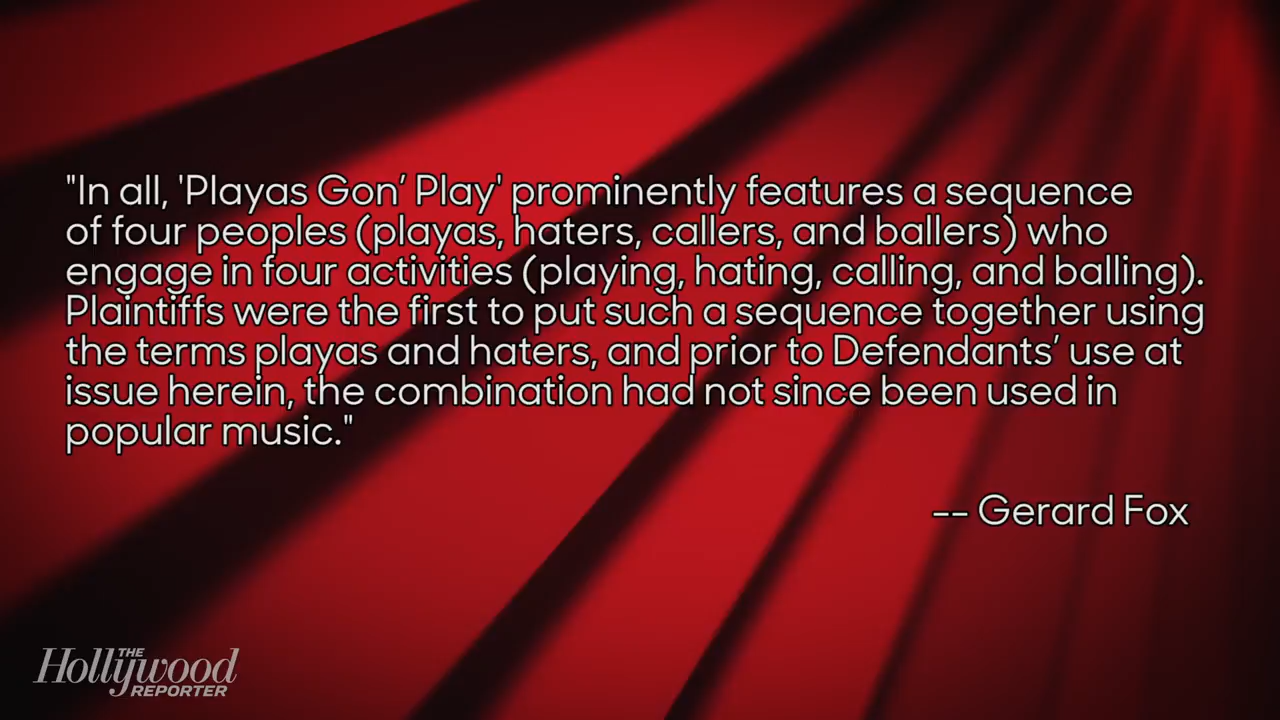 "In all, 'Playas Gon’ Play' prominently features a sequence
of four peoples (playas, haters, callers, and ballers) who
engage in four activities (playing, hating, calling, and balling).
Plaintiffs were the first to put such a sequence together using
the terms playas and haters, and prior to Defendants’ use at
issue herein, the combination had not since been used in
popular music."
-- Gerard Fox
THE
Hollywood
REPORTER